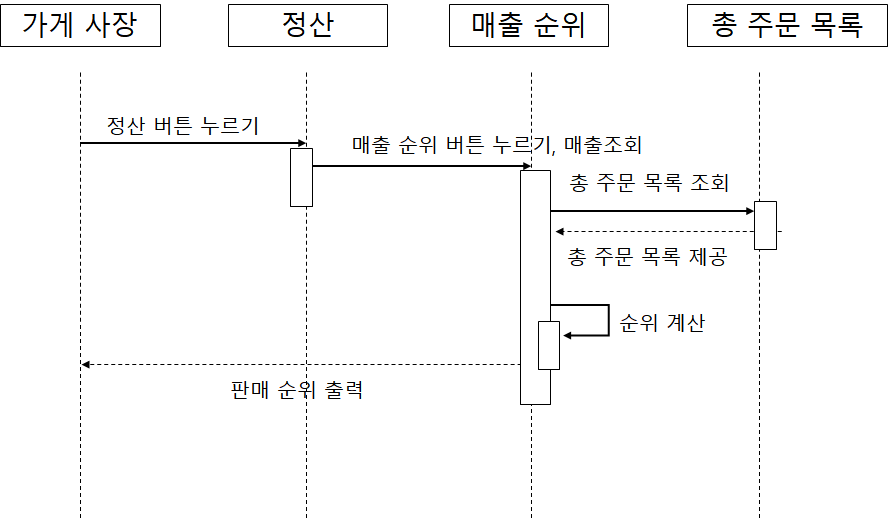 가게 사장
정산
매출 순위
총 주문 목록
정산 버튼 누르기
매출 순위 버튼 누르기, 매출조회
총 주문 목록 조회
총 주문 목록 제공
순위 계산
판매 순위 출력